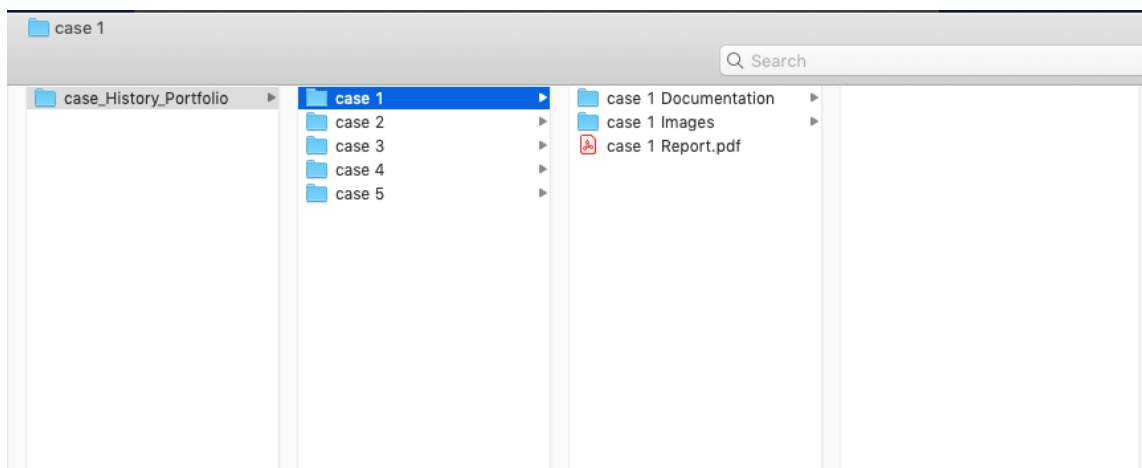 case 1
Search
case_History_Portfolio
case 1
case 2
case 3
case 4
case 5
case 1 Documentation
case 1 Images
case 1 Report.pdf